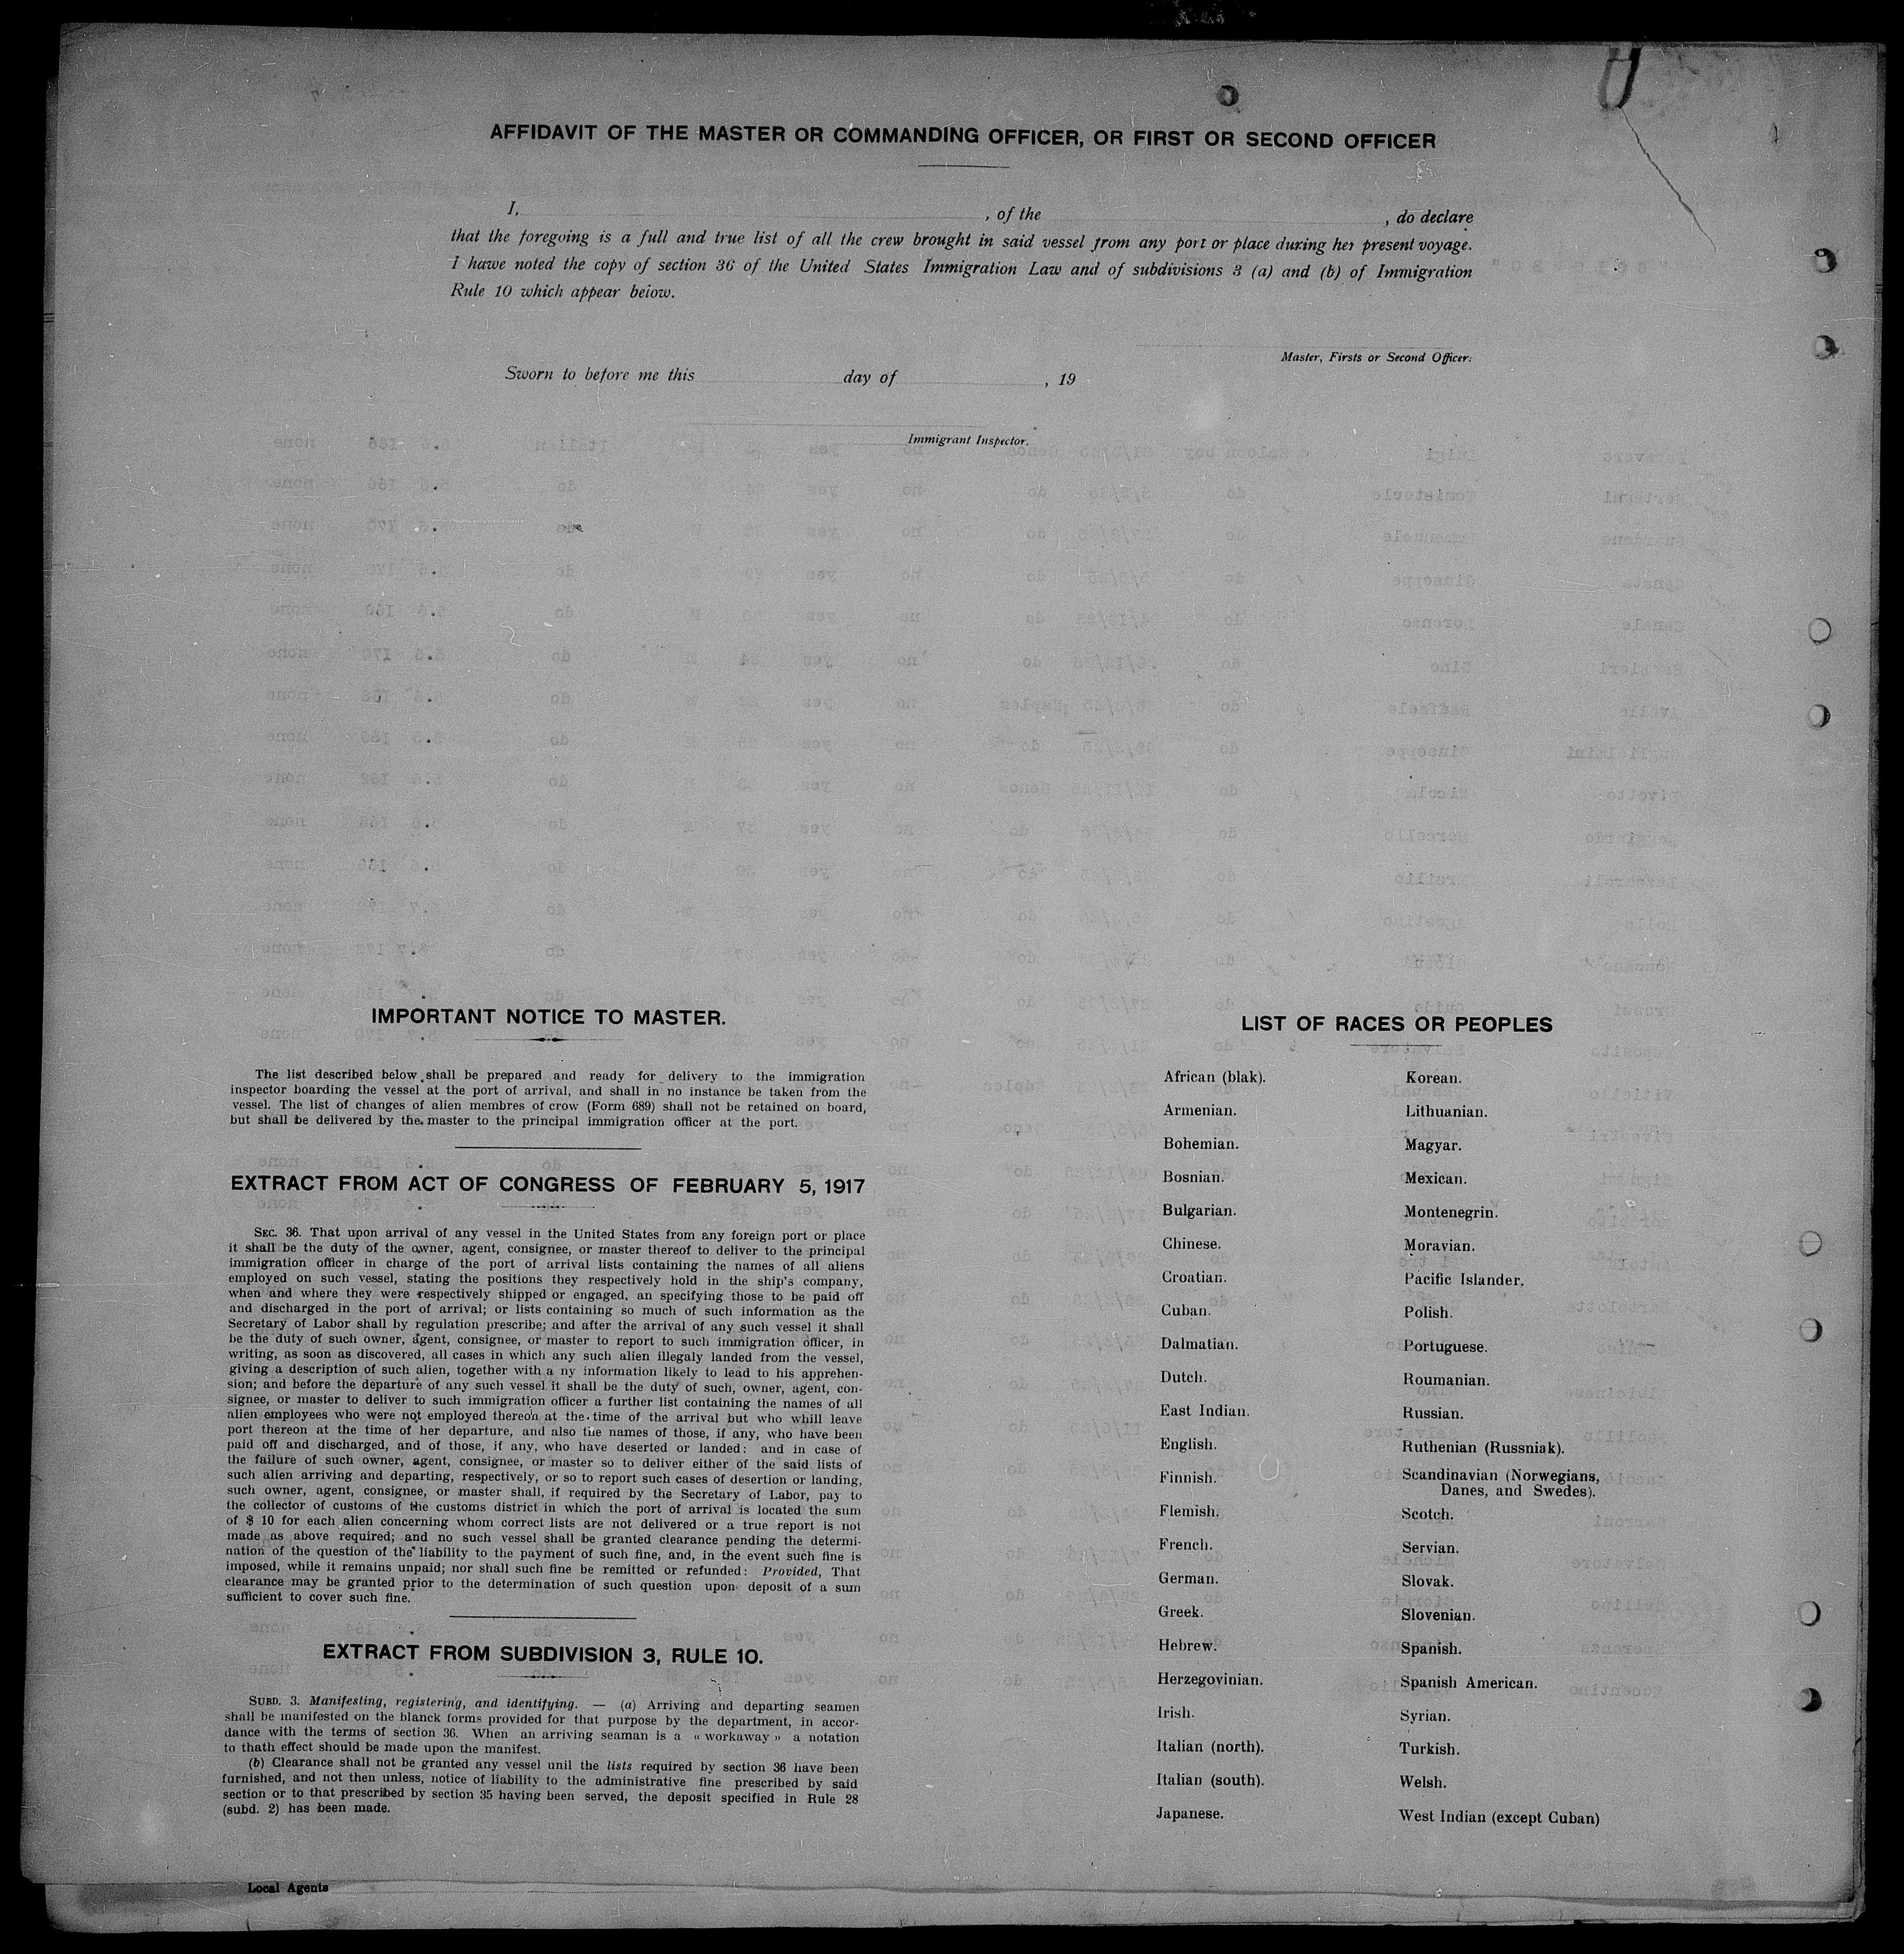 AFFIDAVIT OF THE MASTER OR COMMANDING OFFICER, OR FIRST OR SECOND OFFICER
I, , of the , do declare
that the foregoing is a full and true list of all the crew brought in said vessel from any port or place during her present voyage.
I hawe noted the copy of section 36 of the United States Immigration Law and of subdivisions 3 (a) and (b) of Immigration
Rule 10 which appear below.
Master, Firsts or Second Officer.
Sworn to before me this day of , 19
Immigrant Inspector.
IMPORTANT NOTICE TO MASTER.
The list described below shall be prepared and ready for delivery to the immigration
inspector boarding the vessel at the port of arrival, and shall in no instance be taken from the
vessel. The list of changes of alien membres of crow (Form 689) shall not be retained on board,
but shall be delivered by the master to the principal immigration officer at the port.
EXTRACT FROM ACT OF CONGRESS OF FEBRUARY 5, 1917
SEC. 36. That upon arrival of any vessel in the United States from any foreign port or place
it shall be the duty of the owner, agent, consignee, or master thereof to deliver to the principal
immigration officer in charge of the port of arrival lists containing the names of all aliens
employed on such vessel, stating the positions they respectively hold in the ship's company,
when and where they were respectively shipped or engaged, an specifying those to be paid off
and discharged in the port of arrival; or lists containing so much of such information as the
Secretary of Labor shall by regulation prescribe; and after the arrival of any such vessel it shall
be the duty of such owner, agent, consignee, or master to report to such immigration officer, in
writing, as soon as discovered, all cases in which any such alien illegaly landed from the vessel,
giving a description of such alien, together with a ny information likely to lead to his apprehen-
sion; and before the departure of any such vessel it shall be the duty of such, owner, agent, con-
signee, or master to deliver to such immigration officer a further list containing the names of all
alien employees who were not employed thereon at the time of the arrival but who whill leave
port thereon at the time of her departure, and also the names of those, if any, who have been
paid off and discharged, and of those, if any, who have deserted or landed: and in case of
the failure of such owner, agent, consignee, or master so to deliver either of the said lists of
such alien arriving and departing, respectively, or so to report such cases of desertion or landing,
such owner, agent, consignee, or master shall, if required by the Secretary of Labor, pay to
the collector of customs of the customs district in which the port of arrival is located the sum
of $ 10 for each alien concerning whom correct lists are not delivered or a true report is not
made as above required; and no such vessel shall be granted clearance pending the determi-
nation of the question of the liability to the payment of such fine, and, in the event such fine is
imposed, while it remains unpaid; nor shall such fine be remitted or refunded: Provided, That
clearance may be granted prior to the determination of such question upon deposit of a sum
sufficient to cover such fine.
EXTRACT FROM SUBDIVISION 3, RULE 10.
SUBD. 3. Manifesting, registering, and identifying. — (a) Arriving and departing seamen
shall be manifested on the blanck forms provided for that purpose by the department, in accor-
dance with the terms of section 36. When an arriving seaman is a « workaway » a notation
to thath effect should be made upon the manifest.
(b) Clearance shall not be granted any vessel unil the lists required by section 36 have been
furnished, and not then unless, notice of liability to the administrative fine prescribed by said
section or to that prescribed by section 35 having been served, the deposit specified in Rule 28
(subd. 2) has been made.
LIST OF RACES OR PEOPLES
African (blak).
Armenian.
Bohemian.
Bosnian.
Bulgarian.
Chinese.
Croatian.
Cuban.
Dalmatian.
Dutch.
East Indian.
English.
Finnish.
Flemish.
French.
German.
Greek.
Hebrew.
Herzegovinian.
Irish.
Italian (north).
Italian (south).
Japanese.
Korean.
Lithuanian.
Magyar.
Mexican.
Montenegrin.
Moravian.
Pacific Islander.
Polish.
Portuguese.
Roumanian.
Russian.
Ruthenian (Russniak).
Scandinavian (Norwegians,
Danes, and Swedes).
Scotch.
Servian.
Slovak.
Slovenian.
Spanish.
Spanish American.
Syrian.
Turkish.
Welsh.
West Indian (except Cuban)
Local Agents